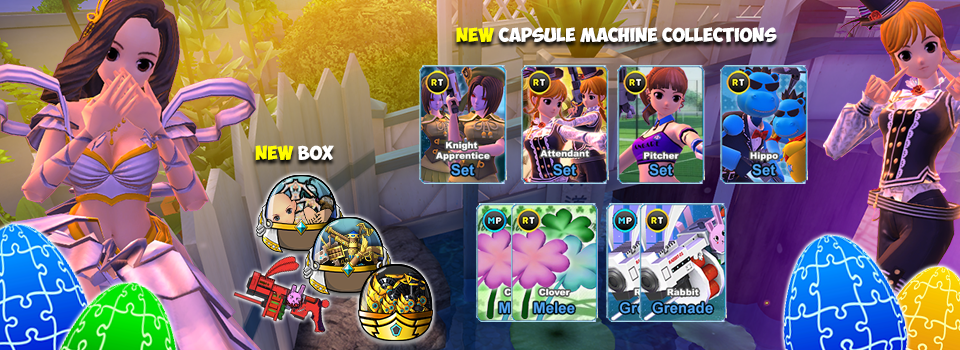 NEW CAPSULE MACHINE COLLECTIONS
NEW BOX
RT
Knight
Apprentice
Set
RT
Attendant
Set
RT
Pitcher
Set
RT
Hippo
Set
MP
C
M
RT
Clover
Melee
MP
Gr
RT
Rabbit
Grenade